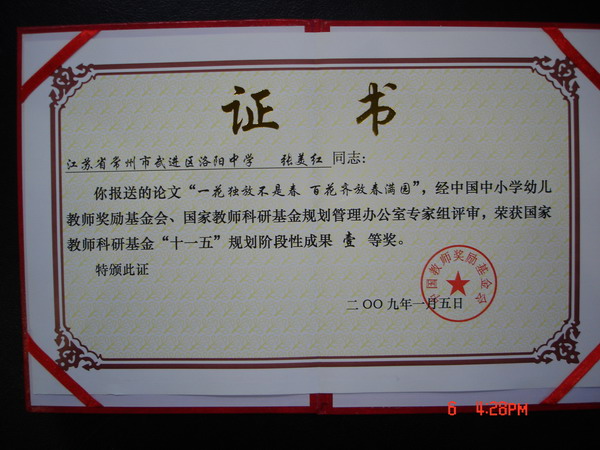 证 书
江苏省常州市武进区洛阳中学 张美红 同志:
你报送的论文“一花独放不是春 百花齐放春满园”,经中国中小学幼儿
教师奖励基金会、国家教师科研基金规划管理办公室专家组评审,荣获国家
教师科研基金“十一五”规划阶段性成果 壹 等奖。
特颁此证
国教师奖励基金会
二〇〇九年一月五日
6 4:28PM